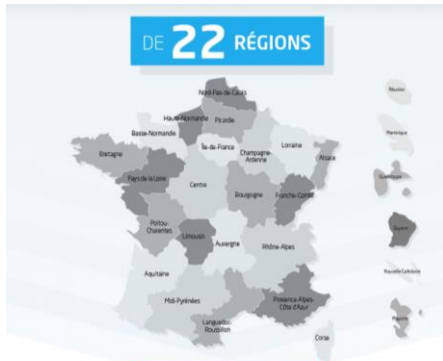 DE 22 RÉGIONS
Nord-Pas-de-Calais
Haute-Normandie
Picardie
Basse-Normandie
Île-de-France
Lorraine
Champagne-
Ardenne
Alsace
Bretagne
Pays de la Loire
Centre
Bourgogne
Franche-Comté
Poitou-
Charentes
Limousin
Auvergne
Rhône-Alpes
Aquitaine
Midi-Pyrénées
Provence-Alpes-
Côte d'Azur
Languedoc-
Roussillon
Corse
Réunion
Martinique
Guadeloupe
Guyane
Nouvelle Calédonie
Mayotte